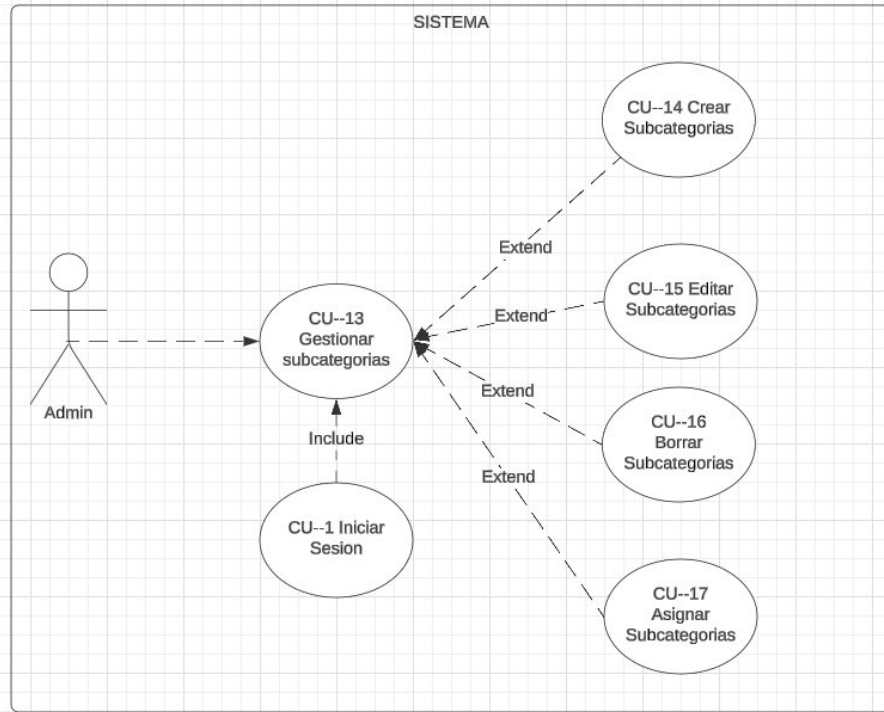 SISTEMA
CU--14 Crear
Subcategorias
Extend
CU--15 Editar
Subcategorias
Extend
CU--13
Gestionar
subcategorias
Admin
Extend
CU--16
Borrar
Subcategorias
Include
Extend
CU--1 Iniciar
Sesion
CU--17
Asignar
Subcategorias